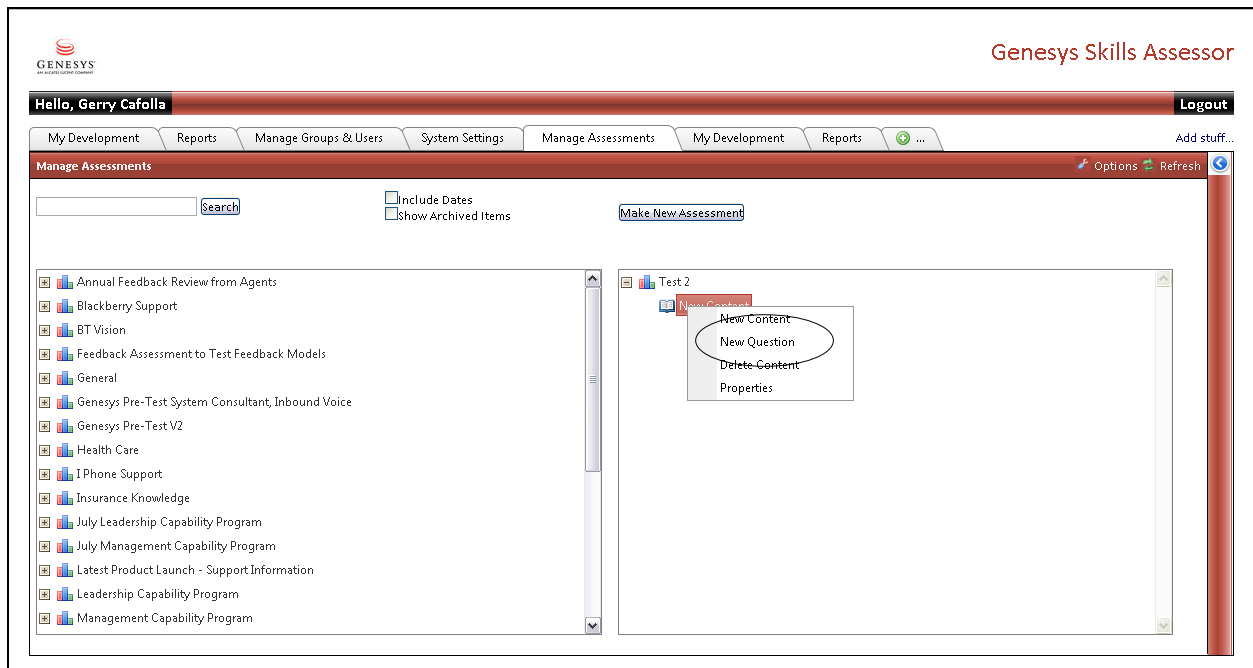 GENESYS
AN ALCATEL-LUCENT COMPANY
Genesys Skills Assessor
Hello, Gerry Cafolla
Logout
My Development Reports Manage Groups & Users System Settings Manage Assessments My Development Reports ... Add stuff...
Manage Assessments Options Refresh
Search
Include Dates
Show Archived Items
Make New Assessment
Annual Feedback Review from Agents
Blackberry Support
BT Vision
Feedback Assessment to Test Feedback Models
General
Genesys Pre-Test System Consultant, Inbound Voice
Genesys Pre-Test V2
Health Care
I Phone Support
Insurance Knowledge
July Leadership Capability Program
July Management Capability Program
Latest Product Launch - Support Information
Leadership Capability Program
Management Capability Program
Test 2
New Content
New Content
New Question
Delete Content
Properties